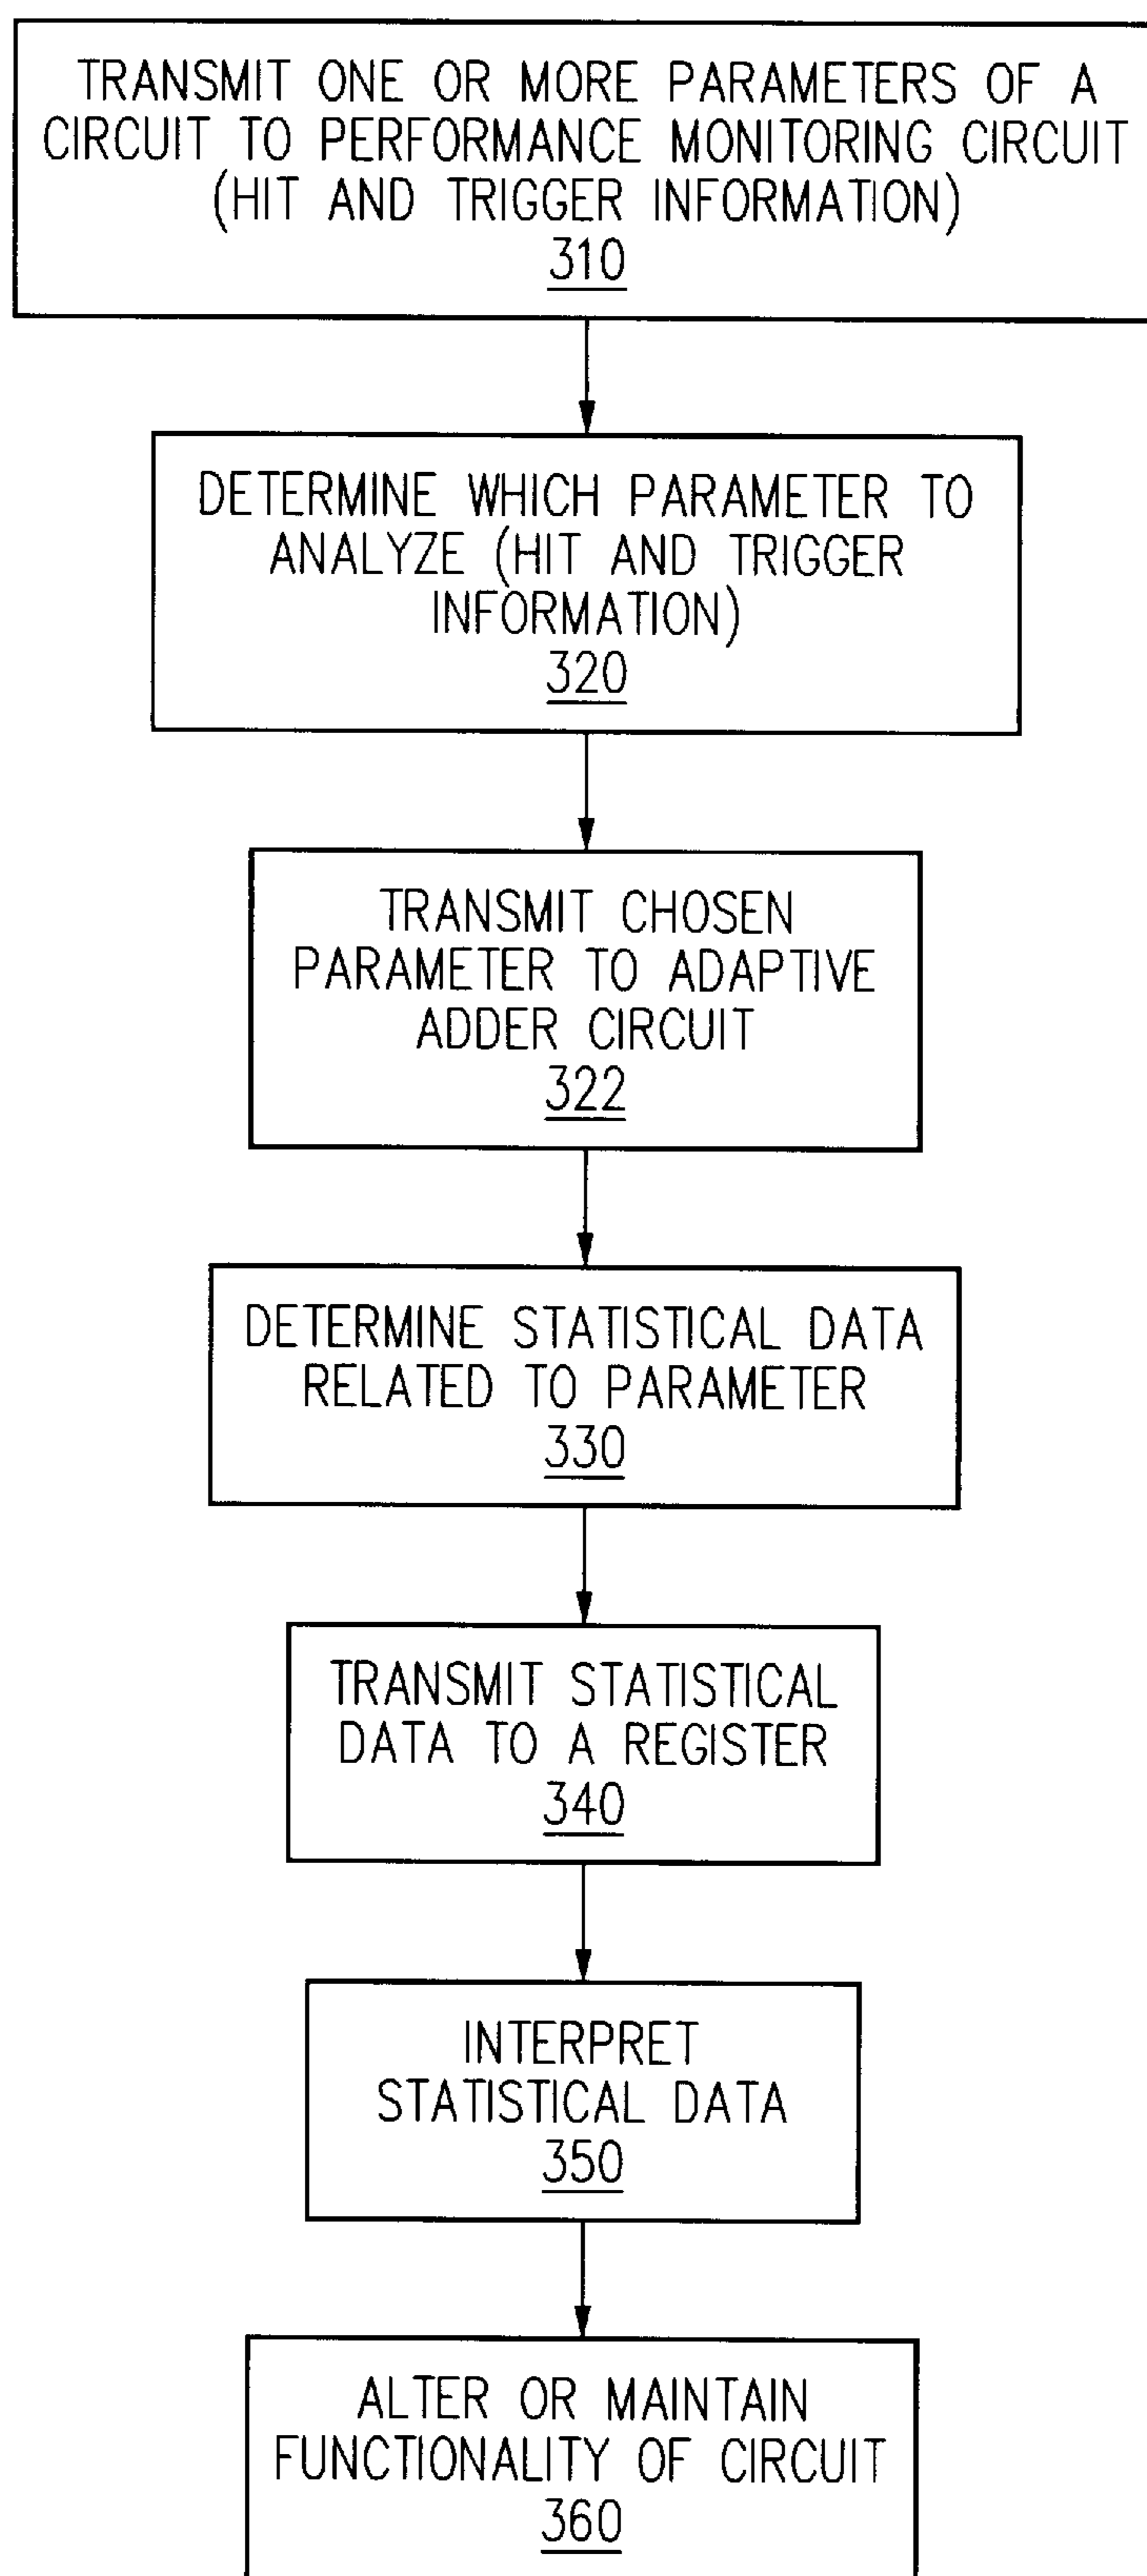 TRANSMIT ONE OR MORE PARAMETERS OF A
CIRCUIT TO PERFORMANCE MONITORING CIRCUIT
(HIT AND TRIGGER INFORMATION)
310
DETERMINE WHICH PARAMETER TO
ANALYZE (HIT AND TRIGGER
INFORMATION)
320
TRANSMIT CHOSEN
PARAMETER TO ADAPTIVE
ADDER CIRCUIT
322
DETERMINE STATISTICAL DATA
RELATED TO PARAMETER
330
TRANSMIT STATISTICAL
DATA TO A REGISTER
340
INTERPRET
STATISTICAL DATA
350
ALTER OR MAINTAIN
FUNCTIONALITY OF CIRCUIT
360